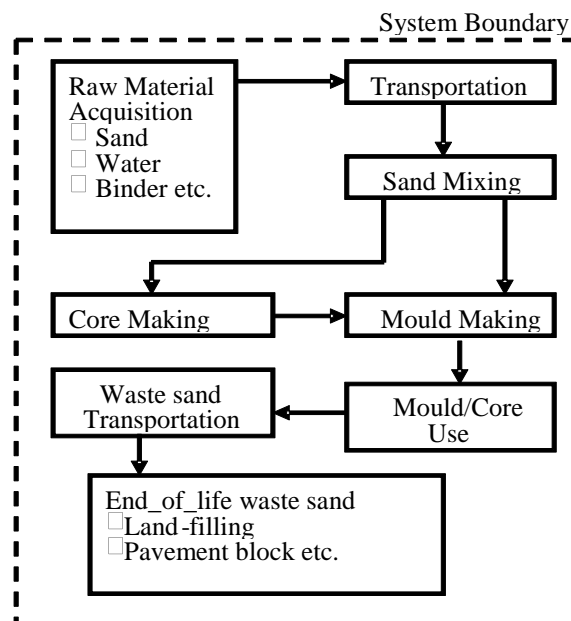 System Boundary
Raw Material
Acquisition
Sand
Water
Binder etc.
Transportation
Sand Mixing
Core Making
Mould Making
Waste sand
Transportation
Mould/Core
Use
End_of_life waste sand
Land-filling
Pavement block etc.